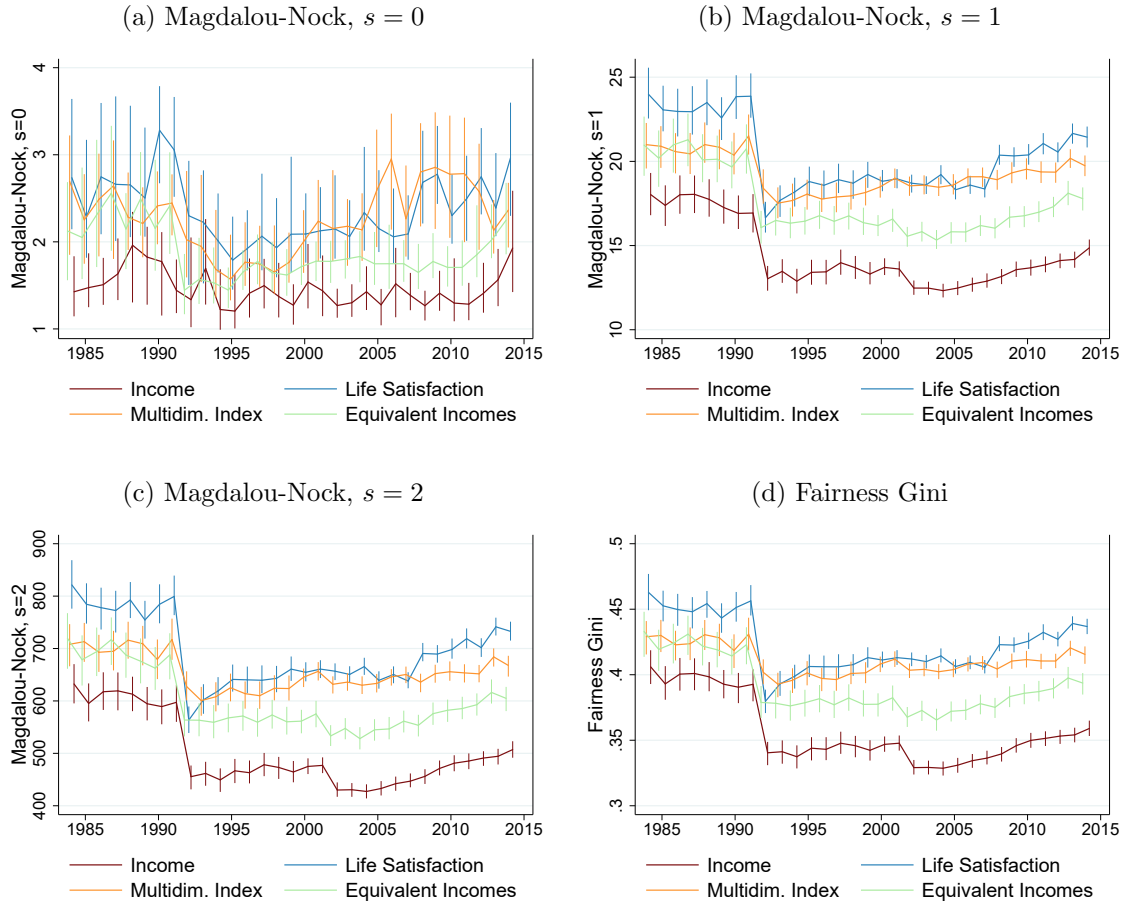 (a) Magdalou-Nock, s = 0
Magdalou-Nock, s=0
4
3
2
1
1985 1990 1995 2000 2005 2010 2015
Income Life Satisfaction
Multidim. Index Equivalent Incomes
(b) Magdalou-Nock, s = 1
Magdalou-Nock, s=1
25
20
15
10
1985 1990 1995 2000 2005 2010 2015
Income Life Satisfaction
Multidim. Index Equivalent Incomes
(c) Magdalou-Nock, s = 2
Magdalou-Nock, s=2
900
800
700
600
500
400
1985 1990 1995 2000 2005 2010 2015
Income Life Satisfaction
Multidim. Index Equivalent Incomes
(d) Fairness Gini
Fairness Gini
.5
.45
.4
.35
.3
1985 1990 1995 2000 2005 2010 2015
Income Life Satisfaction
Multidim. Index Equivalent Incomes